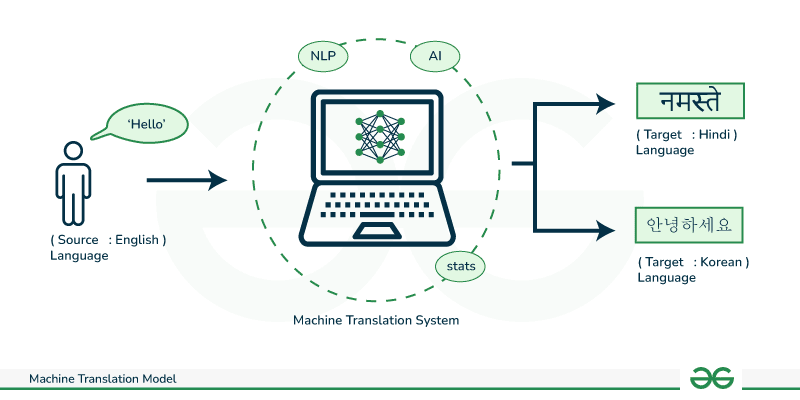 NLP
AI
'Hello'
( Source : English )
Language
stats
Machine Translation System
नमस्ते
( Target : Hindi )
Language
안녕하세요
( Target : Korean )
Language
Machine Translation Model